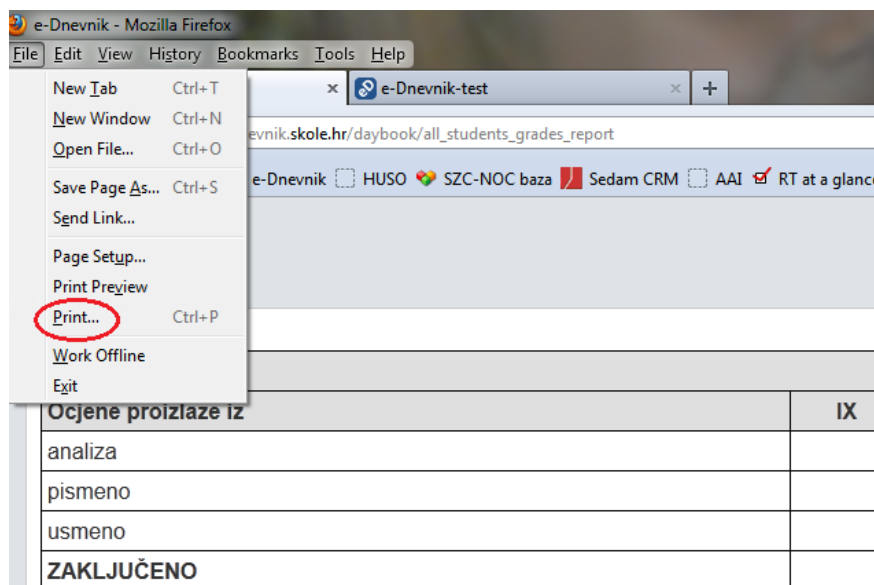 e-Dnevnik - Mozilla Firefox
File Edit View History Bookmarks Tools Help
New Tab Ctrl+T
New Window Ctrl+N
Open File... Ctrl+O
Save Page As... Ctrl+S
Send Link...
Page Setup...
Print Preview
Print... Ctrl+P
Work Offline
Exit
e-Dnevnik-test
evnik.skole.hr/daybook/all_students_grades_report
e-Dnevnik HUSO SZC-NOC baza Sedam CRM AAI RT at a glance
Ocjene proizlaze iz IX
analiza
pismeno
usmeno
ZAKLJUČENO